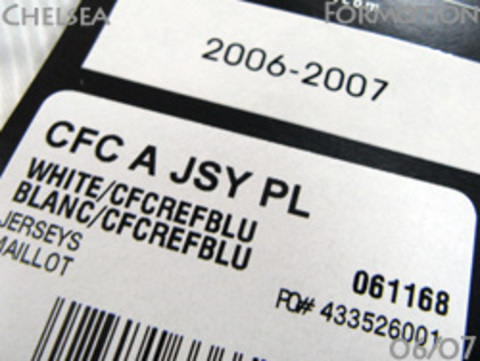 CHELSEA
FORMOTION
2006-2007
CFC A JSY PL
WHITE/CFCREFBLU
BLANC/CFCREFBLU
JERSEYS
MAILLOT
061168
PO# 433526001
06/07